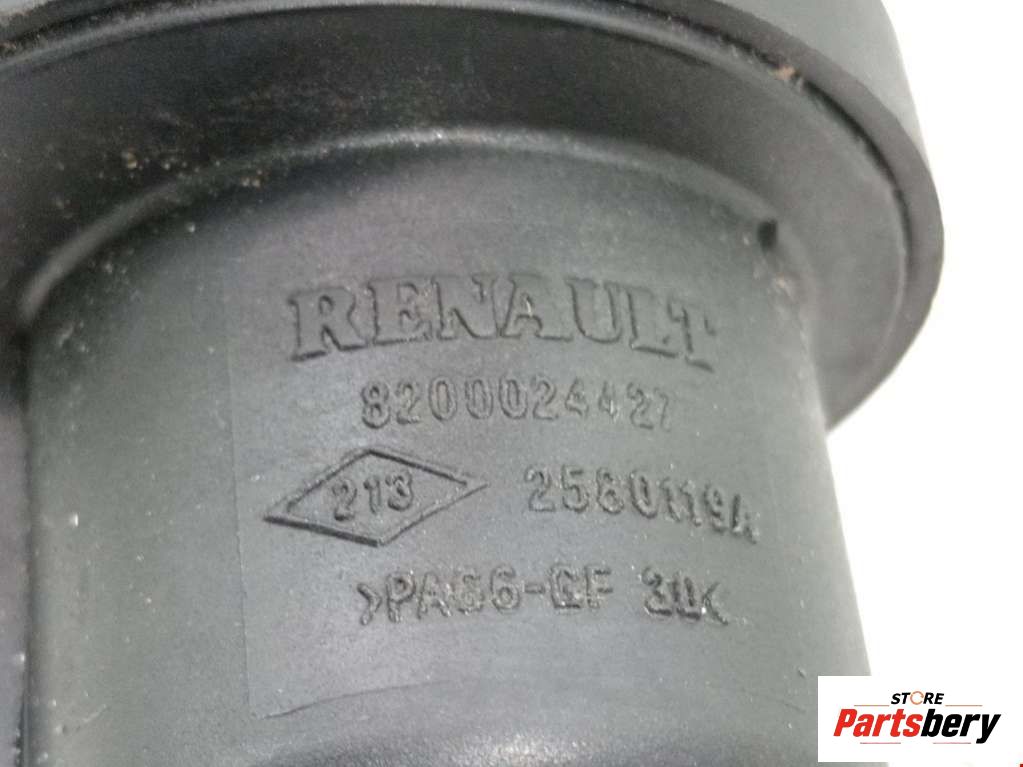 RENAULT
8200024427
213 2580119A
>PA66-GF 30<
STORE
Partsbery